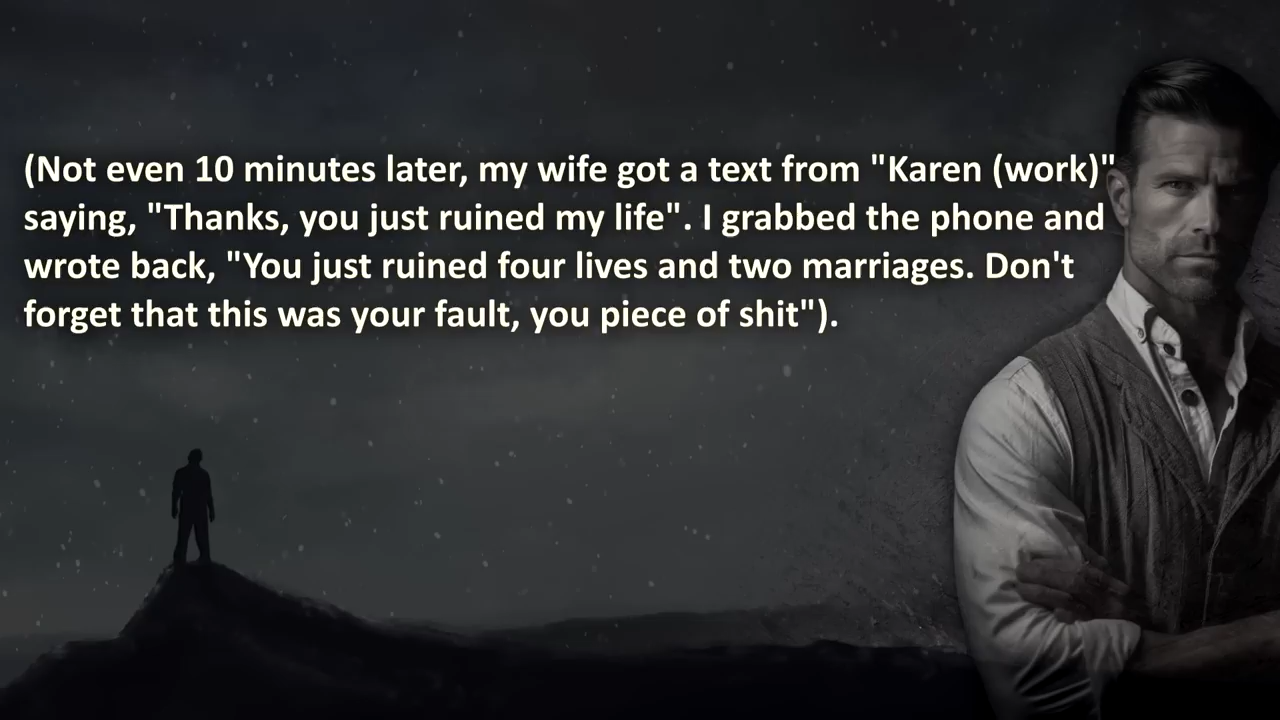 (Not even 10 minutes later, my wife got a text from "Karen (work)"
saying, "Thanks, you just ruined my life". I grabbed the phone and
wrote back, "You just ruined four lives and two marriages. Don't
forget that this was your fault, you piece of shit").